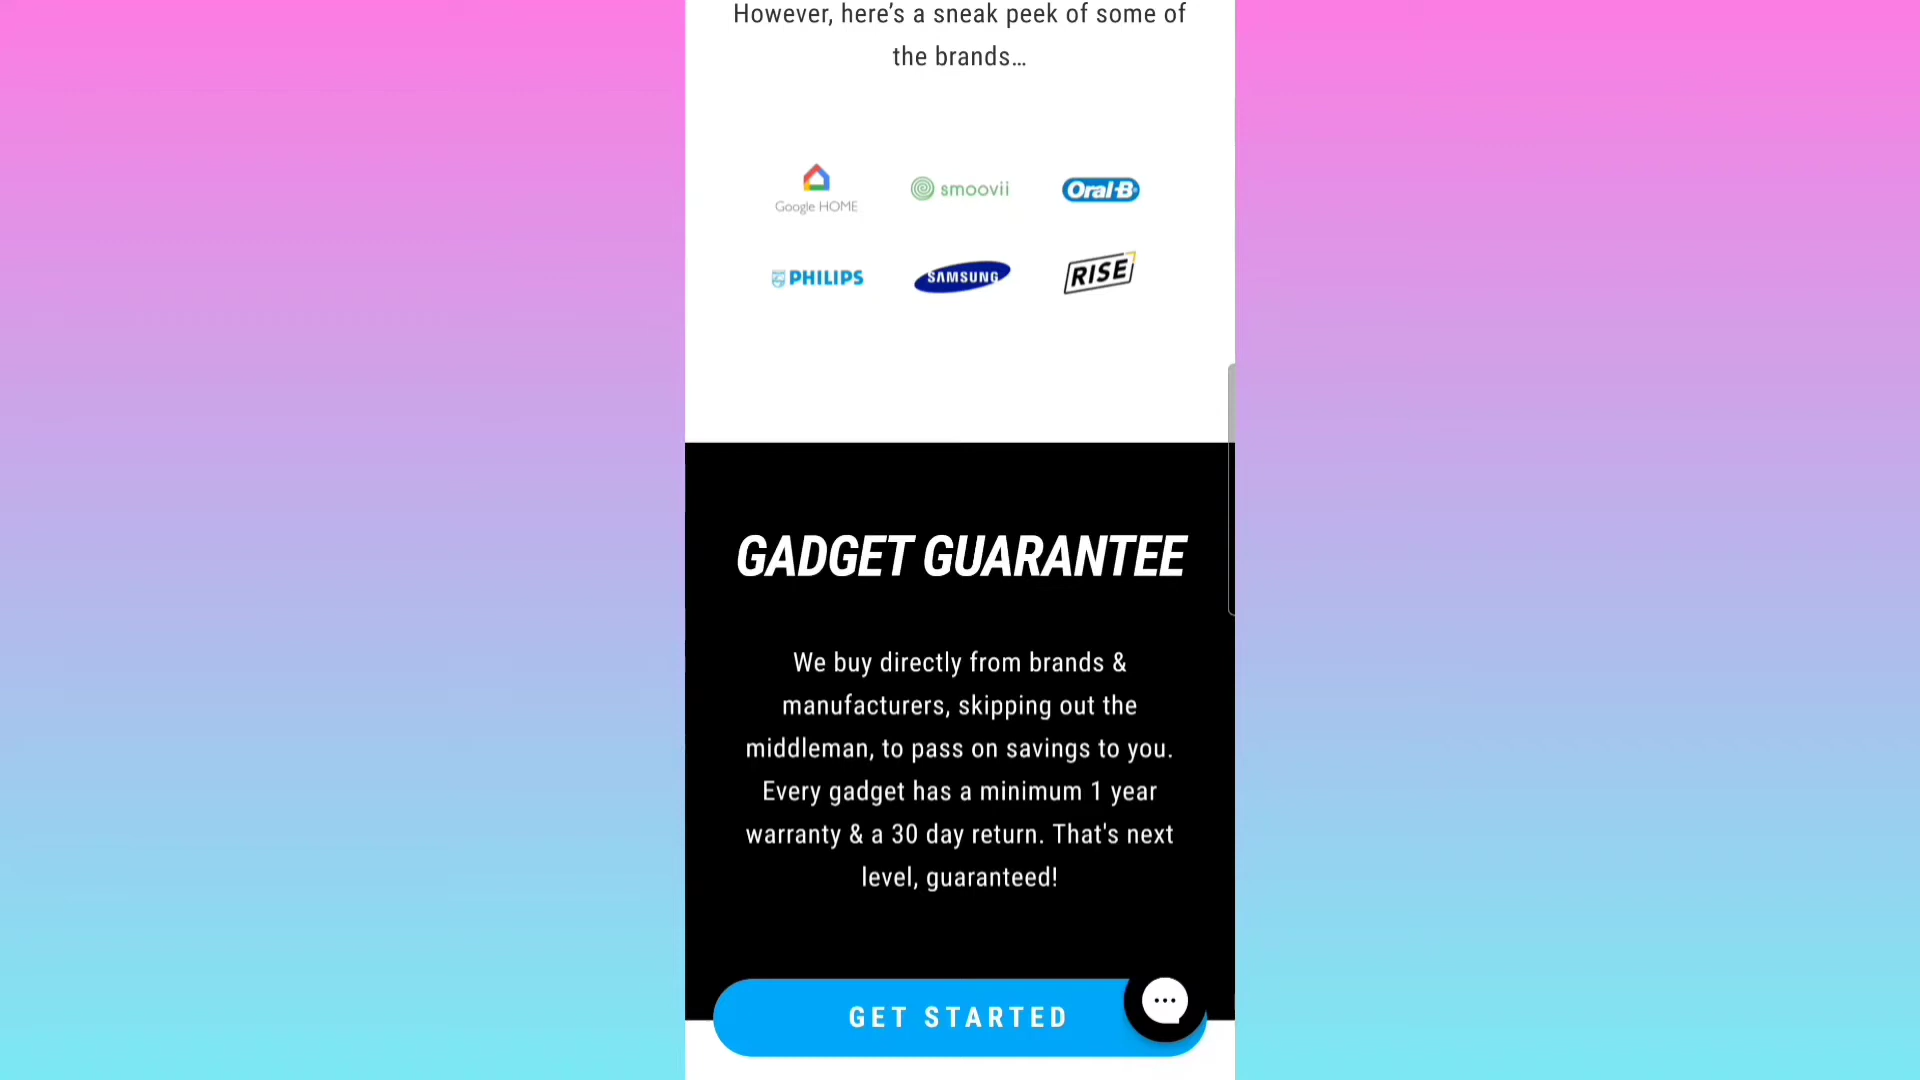 However, here’s a sneak peek of some of
the brands…
Google HOME
smoovii
Oral-B
PHILIPS
SAMSUNG
RISE
GADGET GUARANTEE
We buy directly from brands &
manufacturers, skipping out the
middleman, to pass on savings to you.
Every gadget has a minimum 1 year
warranty & a 30 day return. That's next
level, guaranteed!
GET STARTED